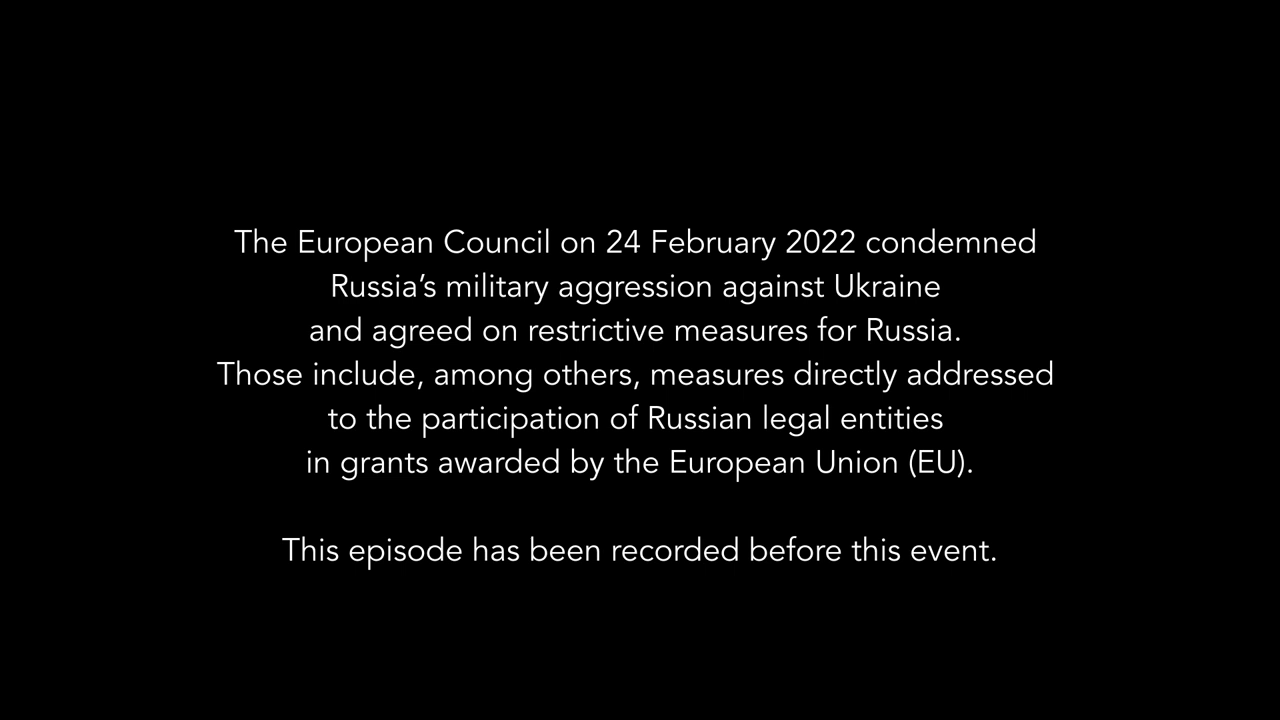 The European Council on 24 February 2022 condemned
Russia’s military aggression against Ukraine
and agreed on restrictive measures for Russia.
Those include, among others, measures directly addressed
to the participation of Russian legal entities
in grants awarded by the European Union (EU).
This episode has been recorded before this event.